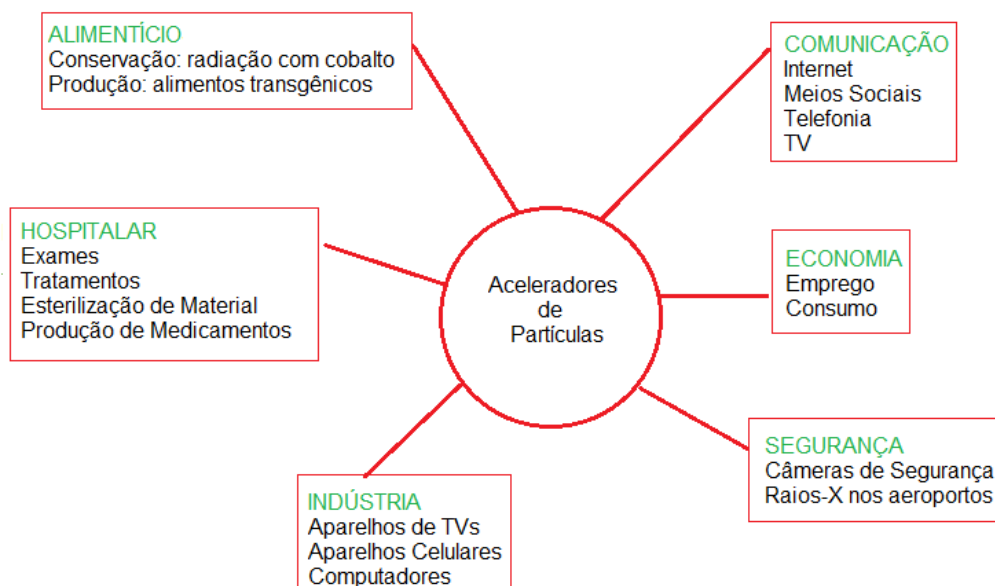 ALIMENTÍCIO
Conservação: radiação com cobalto
Produção: alimentos transgênicos
COMUNICAÇÃO
Internet
Meios Sociais
Telefonia
TV
HOSPITALAR
Exames
Tratamentos
Esterilização de Material
Produção de Medicamentos
Aceleradores
de
Partículas
ECONOMIA
Emprego
Consumo
SEGURANÇA
Câmeras de Segurança
Raios-X nos aeroportos
INDÚSTRIA
Aparelhos de TVs
Aparelhos Celulares
Computadores